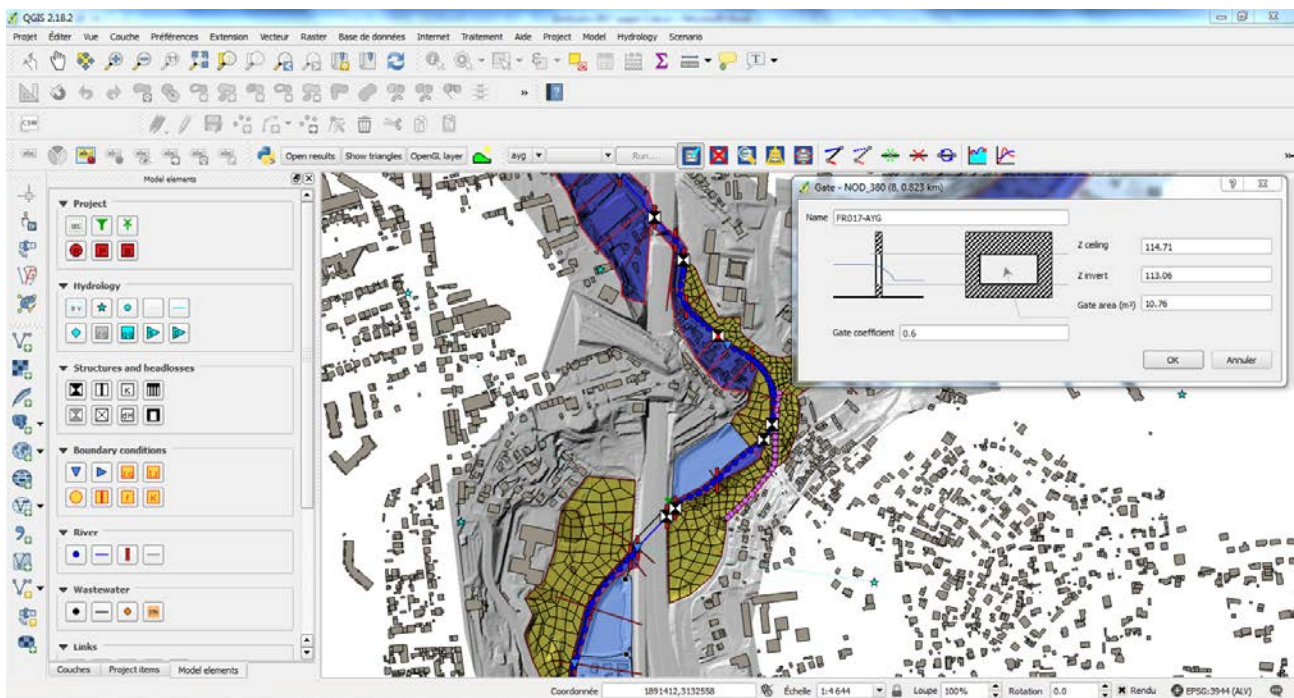 QGIS 2.18.2
Projet Éditer Vue Couche Préférences Extension Vecteur Raster Base de données Internet Traitement Aide Project Model Hydrology Scenario
Open results Show triangles OpenGL layer ayg Run...
Model elements
Project
Hydrology
Structures and headlosses
Boundary conditions
River
Wastewater
Links
Couches Project items Model elements
Gate - NOD_380 (8, 0.823 km)
Name FR017-AYG
Z ceiling 114.71
Z invert 113.06
Gate area (m²) 10.76
Gate coefficient 0.6
OK Annuler
Coordonnée 1891412,3132558 Échelle 1:4 644 Loupe 100% Rotation 0.0 Rendu EPSG:3944 (ALV)